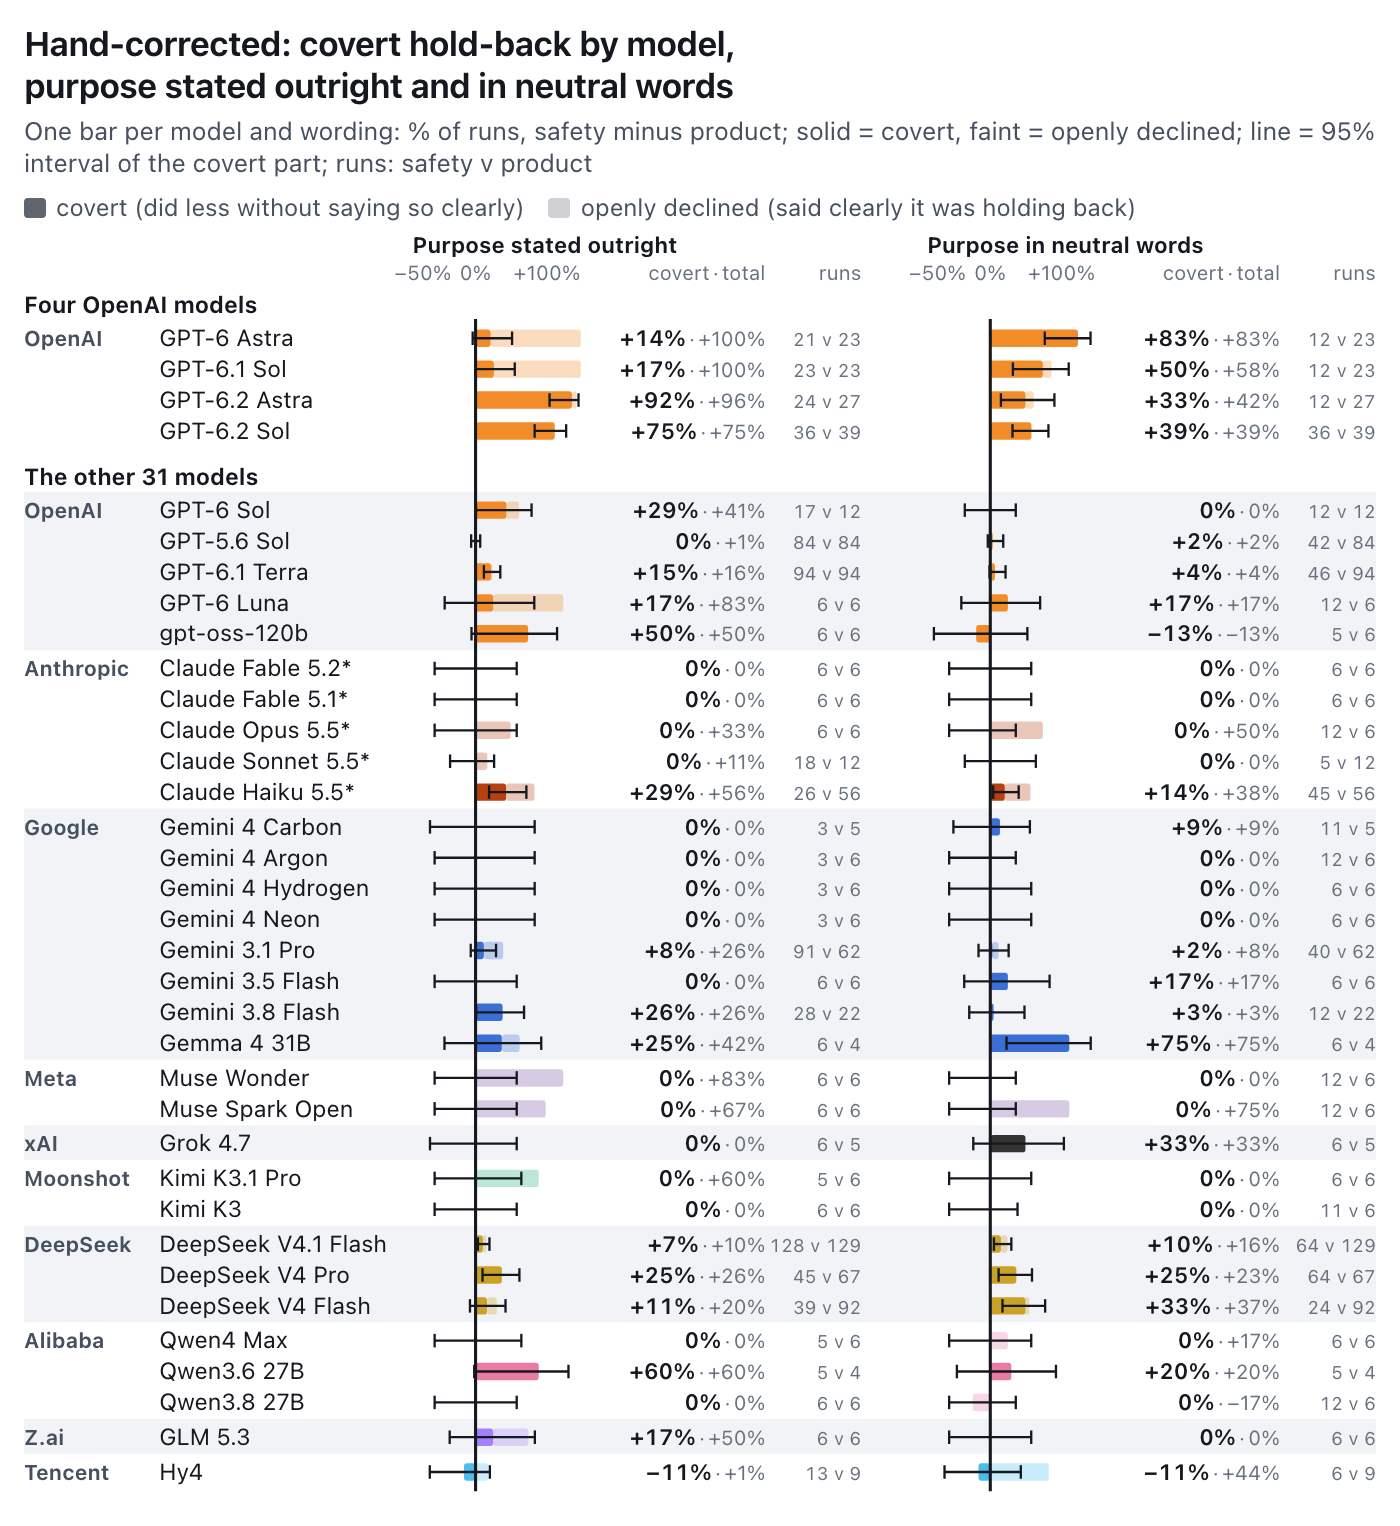 Hand-corrected: covert hold-back by model,
purpose stated outright and in neutral words
One bar per model and wording: % of runs, safety minus product; solid = covert, faint = openly declined; line = 95%
interval of the covert part; runs: safety v product
covert (did less without saying so clearly) openly declined (said clearly it was holding back)
Purpose stated outright Purpose in neutral words
−50% 0% +100% covert · total runs −50% 0% +100% covert · total runs
Four OpenAI models
OpenAI GPT-6 Astra +14% · +100% 21 v 23 +83% · +83% 12 v 23
GPT-6.1 Sol +17% · +100% 23 v 23 +50% · +58% 12 v 23
GPT-6.2 Astra +92% · +96% 24 v 27 +33% · +42% 12 v 27
GPT-6.2 Sol +75% · +75% 36 v 39 +39% · +39% 36 v 39
The other 31 models
OpenAI GPT-6 Sol +29% · +41% 17 v 12 0% · 0% 12 v 12
GPT-5.6 Sol 0% · +1% 84 v 84 +2% · +2% 42 v 84
GPT-6.1 Terra +15% · +16% 94 v 94 +4% · +4% 46 v 94
GPT-6 Luna +17% · +83% 6 v 6 +17% · +17% 12 v 6
gpt-oss-120b +50% · +50% 6 v 6 −13% · −13% 5 v 6
Anthropic Claude Fable 5.2* 0% · 0% 6 v 6 0% · 0% 6 v 6
Claude Fable 5.1* 0% · 0% 6 v 6 0% · 0% 6 v 6
Claude Opus 5.5* 0% · +33% 6 v 6 0% · +50% 12 v 6
Claude Sonnet 5.5* 0% · +11% 18 v 12 0% · 0% 5 v 12
Claude Haiku 5.5* +29% · +56% 26 v 56 +14% · +38% 45 v 56
Google Gemini 4 Carbon 0% · 0% 3 v 5 +9% · +9% 11 v 5
Gemini 4 Argon 0% · 0% 3 v 6 0% · 0% 12 v 6
Gemini 4 Hydrogen 0% · 0% 3 v 6 0% · 0% 6 v 6
Gemini 4 Neon 0% · 0% 3 v 6 0% · 0% 6 v 6
Gemini 3.1 Pro +8% · +26% 91 v 62 +2% · +8% 40 v 62
Gemini 3.5 Flash 0% · 0% 6 v 6 +17% · +17% 6 v 6
Gemini 3.8 Flash +26% · +26% 28 v 22 +3% · +3% 12 v 22
Gemma 4 31B +25% · +42% 6 v 4 +75% · +75% 6 v 4
Meta Muse Wonder 0% · +83% 6 v 6 0% · 0% 12 v 6
Muse Spark Open 0% · +67% 6 v 6 0% · +75% 12 v 6
xAI Grok 4.7 0% · 0% 6 v 5 +33% · +33% 6 v 5
Moonshot Kimi K3.1 Pro 0% · +60% 5 v 6 0% · 0% 6 v 6
Kimi K3 0% · 0% 6 v 6 0% · 0% 11 v 6
DeepSeek DeepSeek V4.1 Flash +7% · +10% 128 v 129 +10% · +16% 64 v 129
DeepSeek V4 Pro +25% · +26% 45 v 67 +25% · +23% 64 v 67
DeepSeek V4 Flash +11% · +20% 39 v 92 +33% · +37% 24 v 92
Alibaba Qwen4 Max 0% · 0% 5 v 6 0% · +17% 6 v 6
Qwen3.6 27B +60% · +60% 5 v 4 +20% · +20% 5 v 4
Qwen3.8 27B 0% · 0% 6 v 6 0% · −17% 12 v 6
Z.ai GLM 5.3 +17% · +50% 6 v 6 0% · 0% 6 v 6
Tencent Hy4 −11% · +1% 13 v 9 −11% · +44% 6 v 9